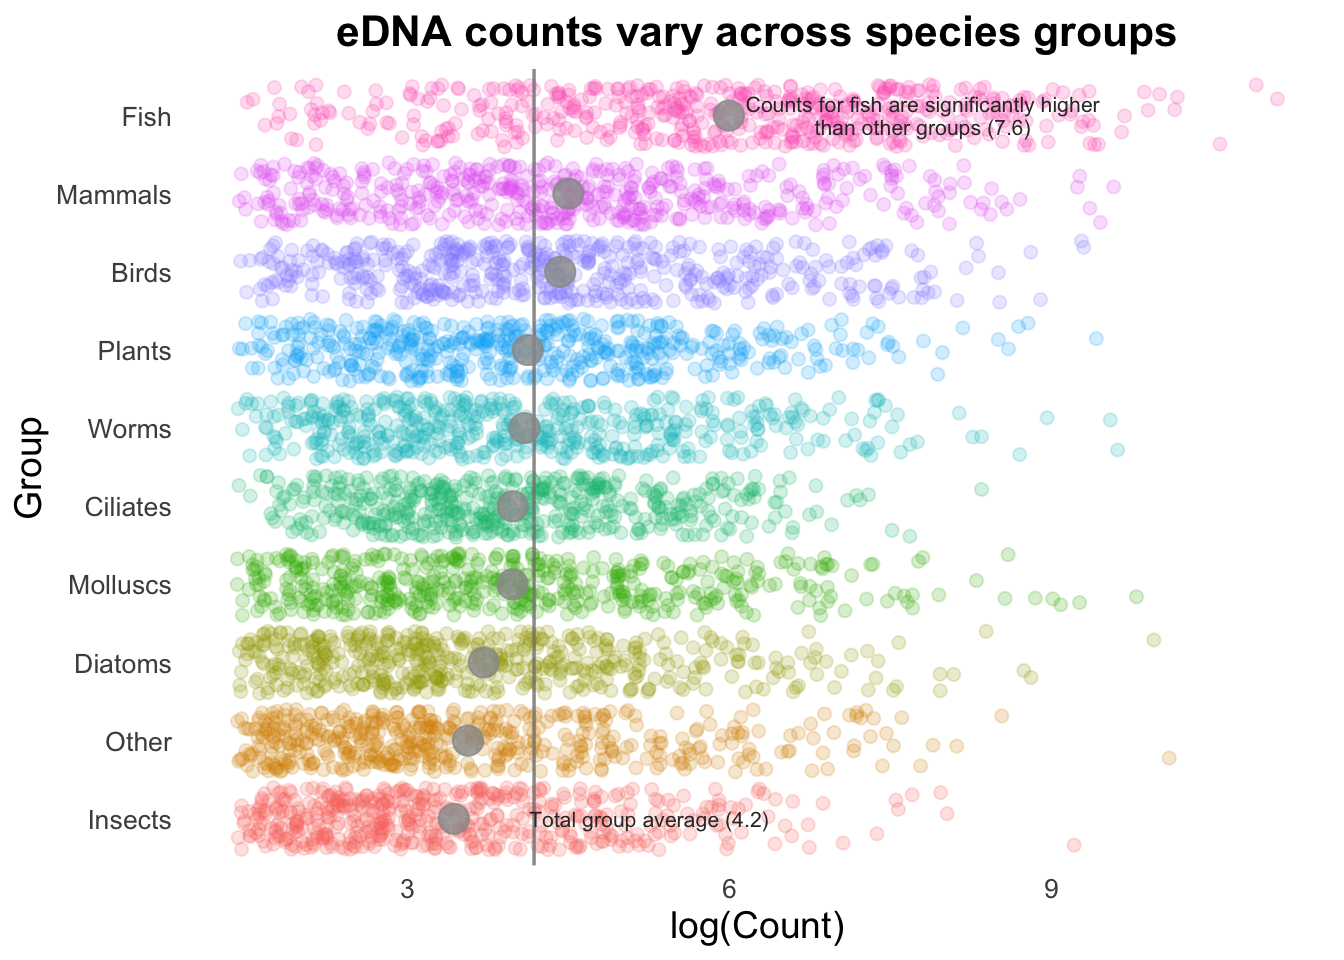 eDNA counts vary across species groups
Group
Fish
Counts for fish are significantly higher
than other groups (7.6)
Mammals
Birds
Plants
Worms
Ciliates
Molluscs
Diatoms
Other
Insects
Total group average (4.2)
3 6 9
log(Count)